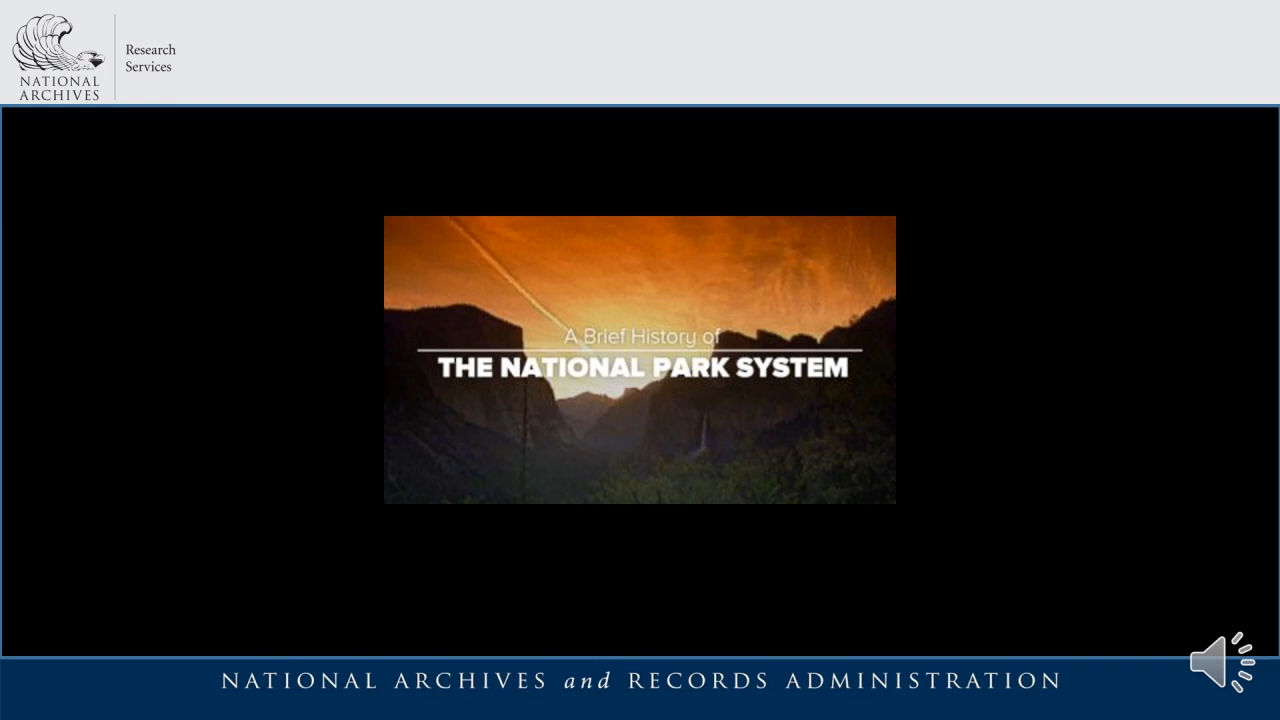 NATIONAL
ARCHIVES
Research
Services
A Brief History of
THE NATIONAL PARK SYSTEM
NATIONAL ARCHIVES and RECORDS ADMINISTRATION